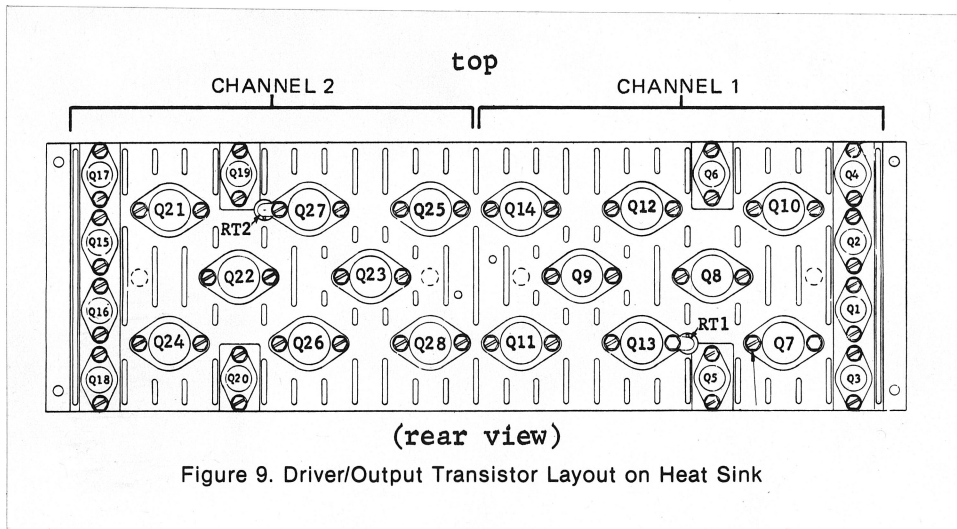 top
CHANNEL 2 CHANNEL 1
Q17 Q19 Q6 Q4
Q21 Q27 Q25 Q14 Q12 Q10
RT2
Q15 Q2
Q22 Q23 Q9 Q8
Q16 Q1
RT1
Q24 Q26 Q28 Q11 Q13 Q7
Q18 Q20 Q5 Q3
(rear view)
Figure 9. Driver/Output Transistor Layout on Heat Sink